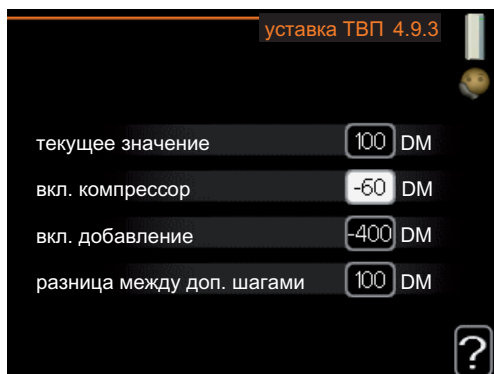 уставка ТВП 4.9.3
текущее значение 100 DM
вкл. компрессор -60 DM
вкл. добавление -400 DM
разница между доп. шагами 100 DM
?